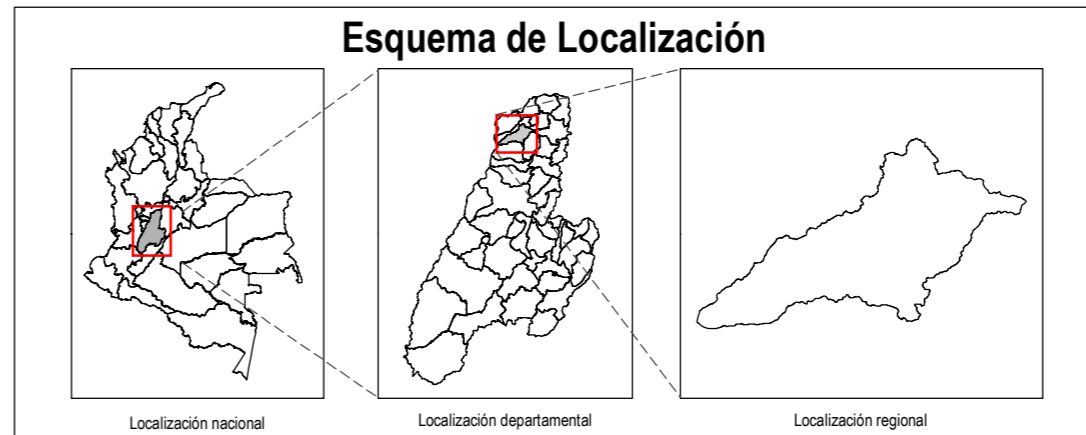 Esquema de Localización
Localización nacional
Localización departamental
Localización regional